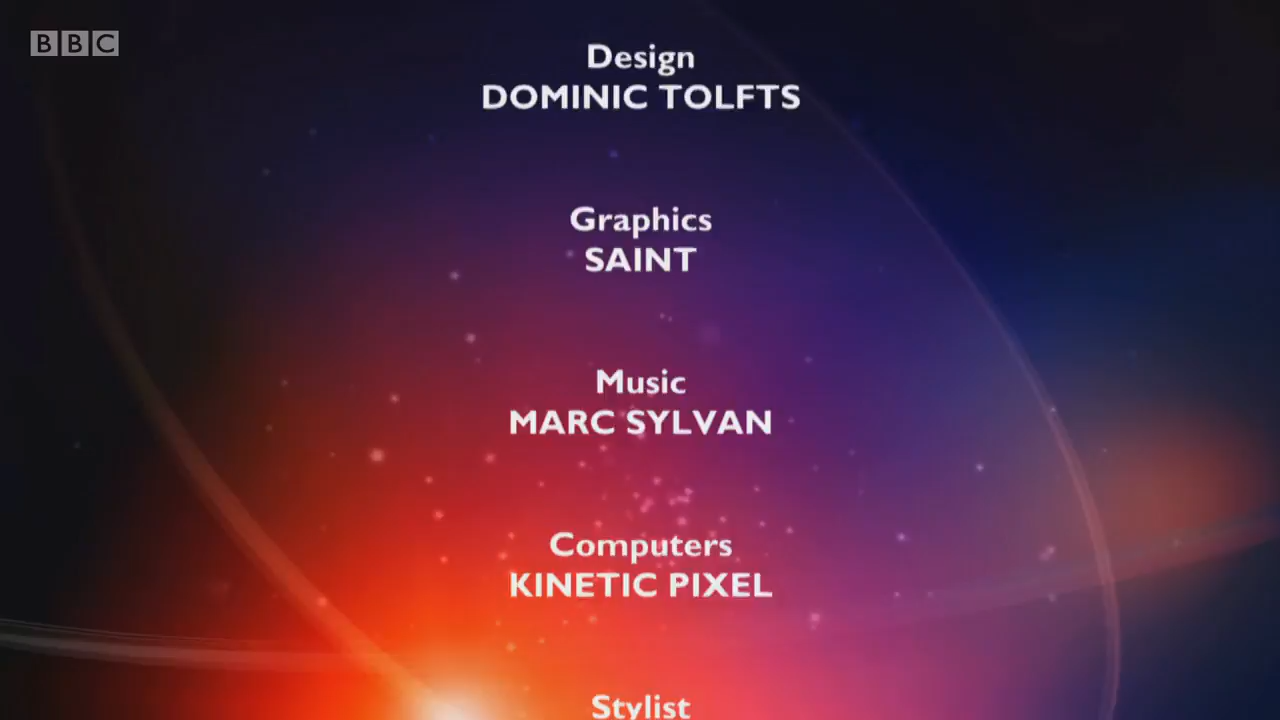 BBC
Design
DOMINIC TOLFTS
Graphics
SAINT
Music
MARC SYLVAN
Computers
KINETIC PIXEL
Stylist